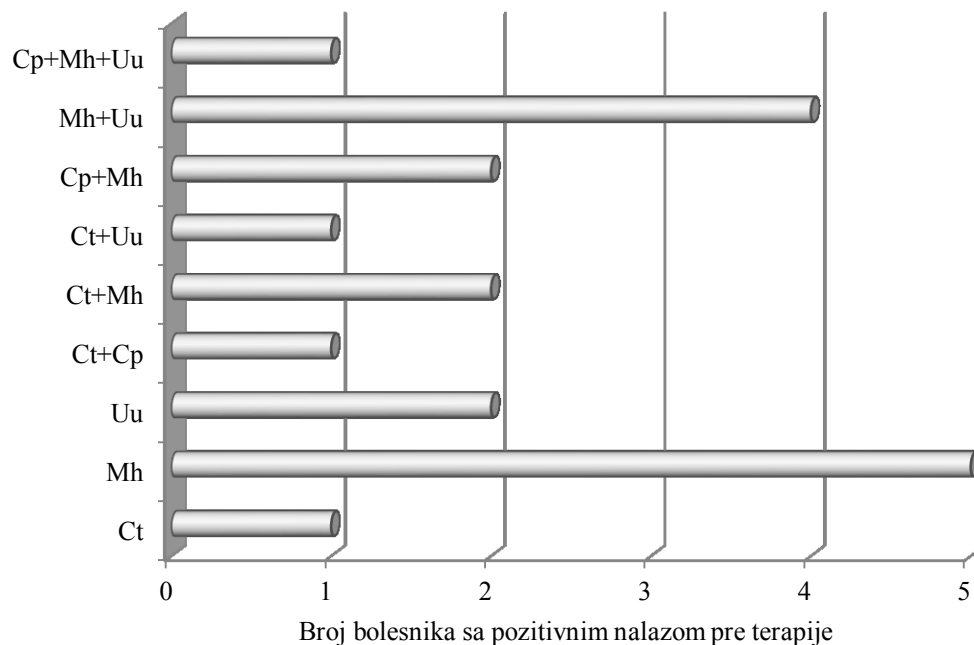 Cp+Mh+Uu
Mh+Uu
Cp+Mh
Ct+Uu
Ct+Mh
Ct+Cp
Uu
Mh
Ct
0 1 2 3 4 5
Broj bolesnika sa pozitivnim nalazom pre terapije